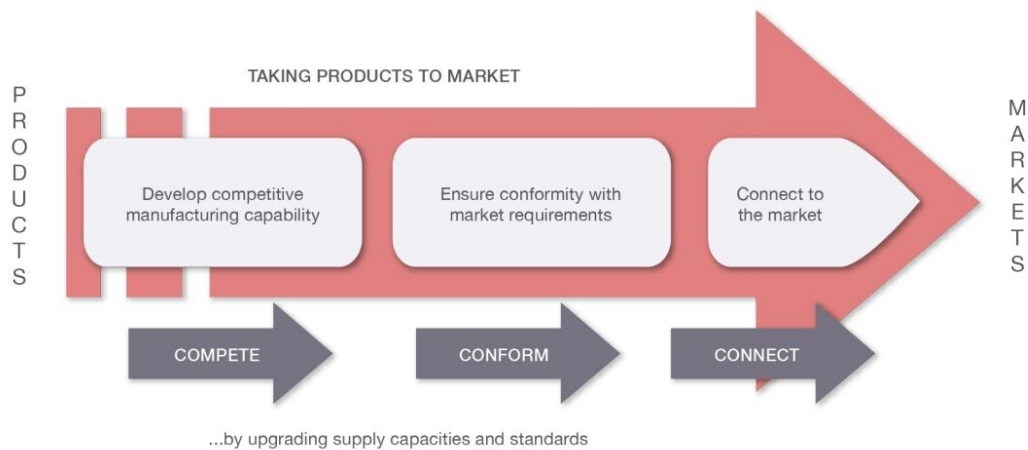 TAKING PRODUCTS TO MARKET
PRODUCTS
Develop competitive
manufacturing capability
Ensure conformity with
market requirements
Connect to
the market
MARKETS
COMPETE
CONFORM
CONNECT
...by upgrading supply capacities and standards